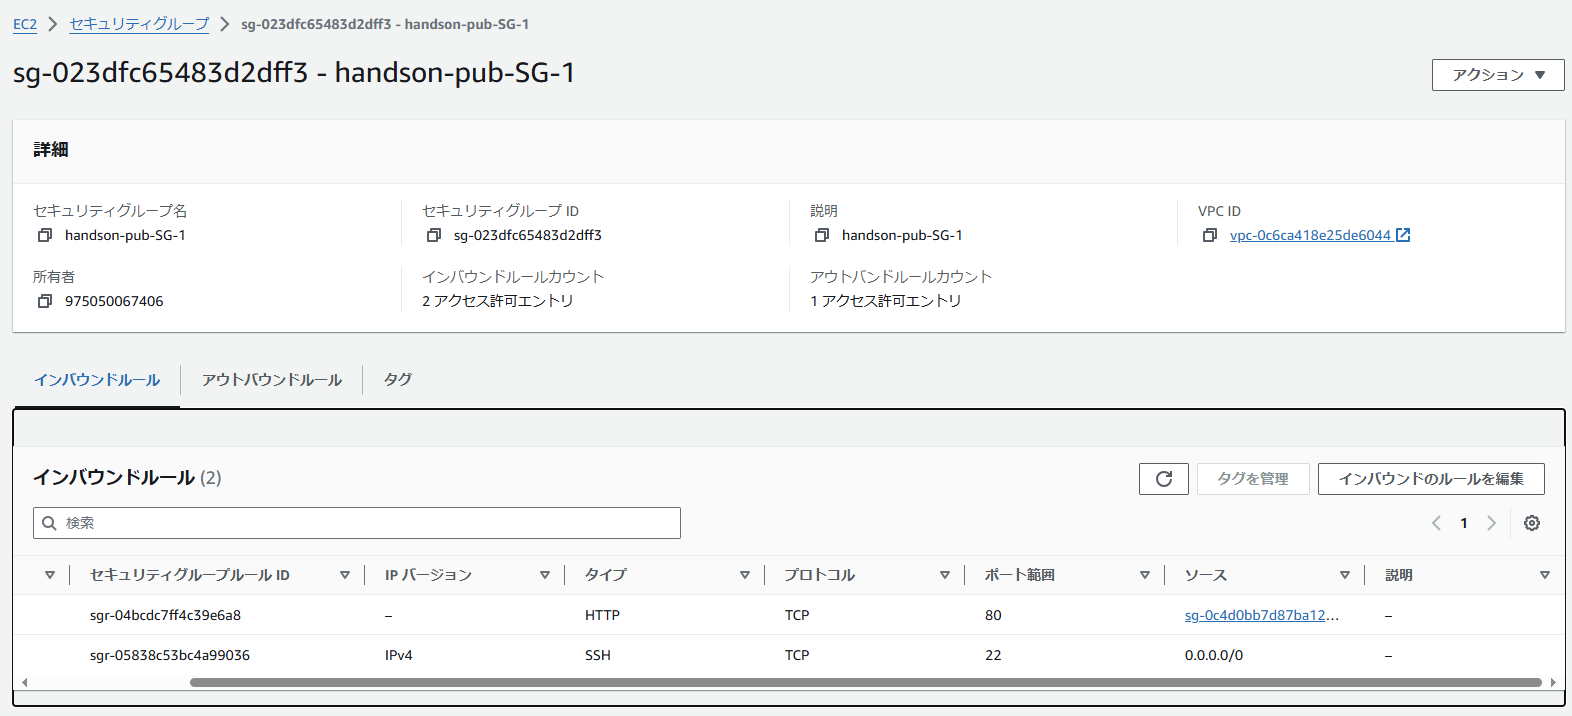 EC2 > セキュリティグループ > sg-023dfc65483d2dff3 - handson-pub-SG-1
sg-023dfc65483d2dff3 - handson-pub-SG-1
アクション ▼
詳細
セキュリティグループ名 セキュリティグループ ID 説明 VPC ID
handson-pub-SG-1 sg-023dfc65483d2dff3 handson-pub-SG-1 vpc-0c6ca418e25de6044
所有者 インバウンドルールカウント アウトバンドルールカウント
975050067406 2 アクセス許可エントリ 1 アクセス許可エントリ
インバウンドルール アウトバウンドルール タグ
インバウンドルール (2) タグを管理 インバウンドのルールを編集
検索 1
セキュリティグループルール ID IP バージョン タイプ プロトコル ポート範囲 ソース 説明
sgr-04bcdc7ff4c39e6a8 – HTTP TCP 80 sg-0c4d0bb7d87ba12... –
sgr-05838c53bc4a99036 IPv4 SSH TCP 22 0.0.0.0/0 –